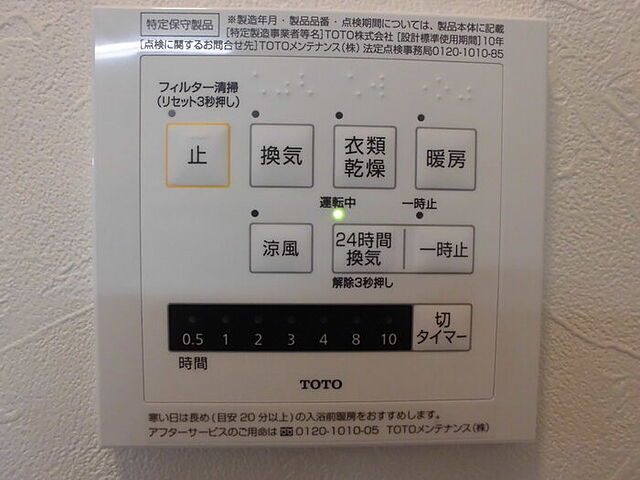 特定保守製品
※製造年月・製品品番・点検期間については、製品本体に記載
[特定製造事業者等名]TOTO株式会社 [設計標準使用期間]10年
[点検に関するお問合せ先]TOTOメンテナンス(株) 法定点検事務局0120-1010-85
フィルター清掃
(リセット3秒押し)
止
換気
衣類
乾燥
暖房
運転中
一時止
涼風
24時間
換気
一時止
解除3秒押し
0.5 1 2 3 4 8 10
切
タイマー
時間
TOTO
寒い日は長め(目安20分以上)の入浴前暖房をおすすめします。
アフターサービスのご用命は 0120-1010-05 TOTOメンテナンス(株)